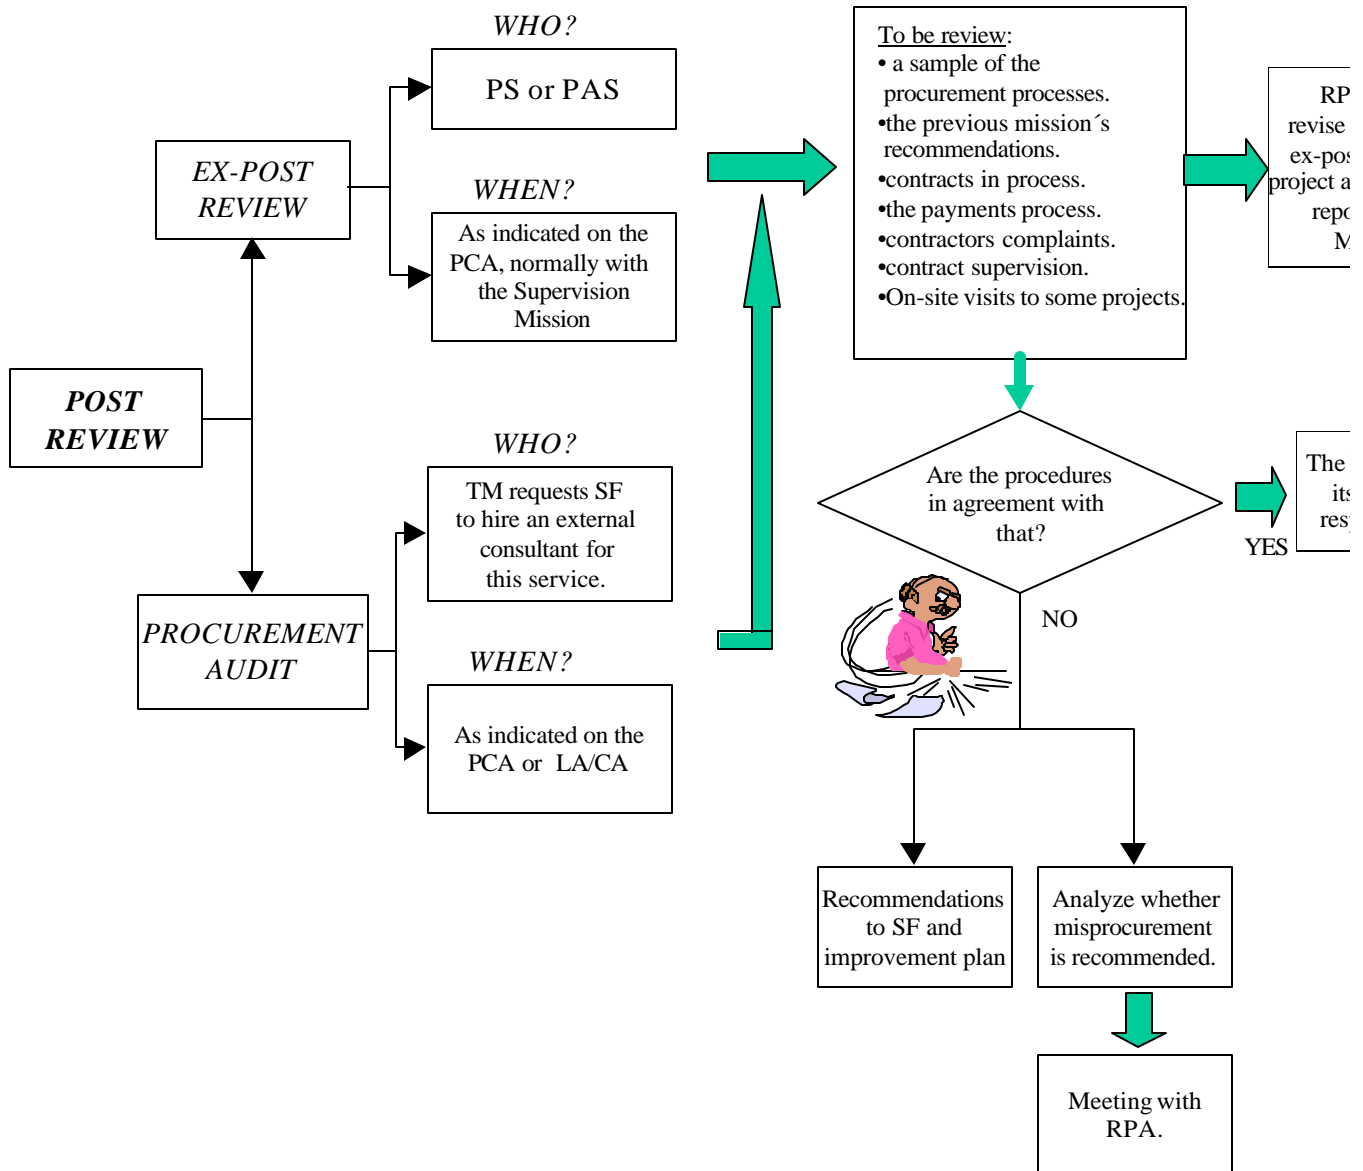 WHO?
PS or PAS
EX-POST
REVIEW
WHEN?
As indicated on the
PCA, normally with
the Supervision
Mission
POST
REVIEW
WHO?
TM requests SF
to hire an external
consultant for
this service.
PROCUREMENT
AUDIT
WHEN?
As indicated on the
PCA or LA/CA
To be review:
• a sample of the
procurement processes.
•the previous mission´s
recommendations.
•contracts in process.
•the payments process.
•contractors complaints.
•contract supervision.
•On-site visits to some projects.
revise
project
Are the procedures
in agreement with
that?
YES
The
NO
Recommendations
to SF and
improvement plan
Analyze whether
misprocurement
is recommended.
Meeting with
RPA.